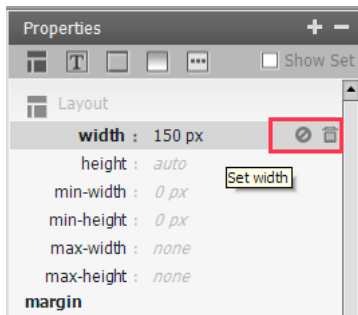 Properties + −
T Show Set
Layout
width : 150 px
height : auto
Set width
min-width : 0 px
min-height : 0 px
max-width : none
max-height : none
margin